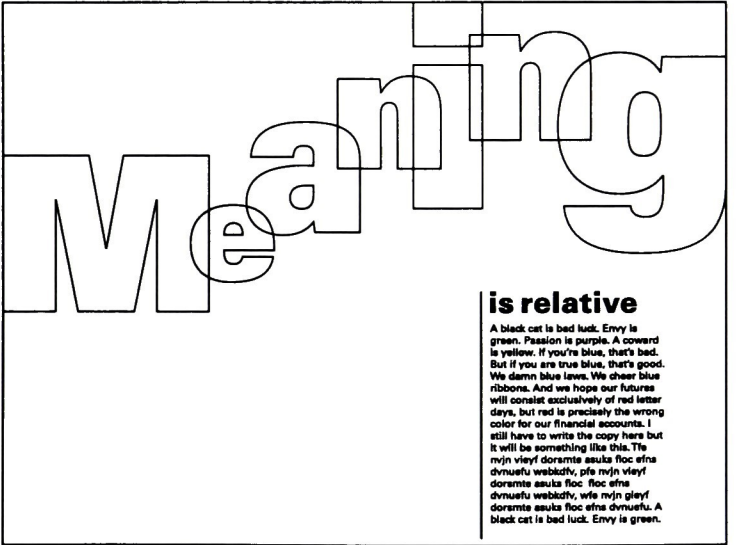 Meaning
is relative
A black cat is bad luck. Envy is
green. Passion is purple. A coward
is yellow. If you're blue, that's bad.
But if you are true blue, that's good.
We damn blue laws. We cheer blue
ribbons. And we hope our futures
will consist exclusively of red letter
days, but red is precisely the wrong
color for our financial accounts. I
still have to write the copy here but
it will be something like this. Tfe
nvjn vieyf dorsmte asuks floc efns
dvnuefu webkdfv, pfe nvjn vieyf
dorsmte asuks floc floc efns
dvnuefu webkdfv, wfe nvjn gieyf
dorsmte asuks floc efns dvnuefu. A
black cat is bad luck. Envy is green.